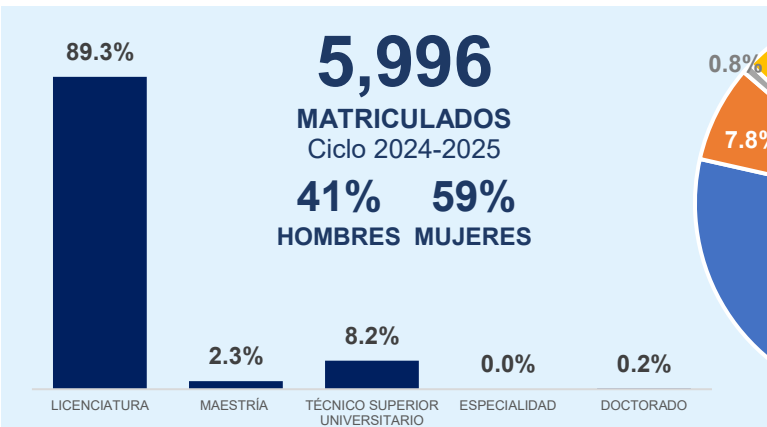 89.3%
5,996
MATRICULADOS
Ciclo 2024-2025
41% 59%
HOMBRES MUJERES
0.8%
7.8%
2.3%
8.2%
0.0%
0.2%
LICENCIATURA
MAESTRÍA
TÉCNICO SUPERIOR
UNIVERSITARIO
ESPECIALIDAD
DOCTORADO